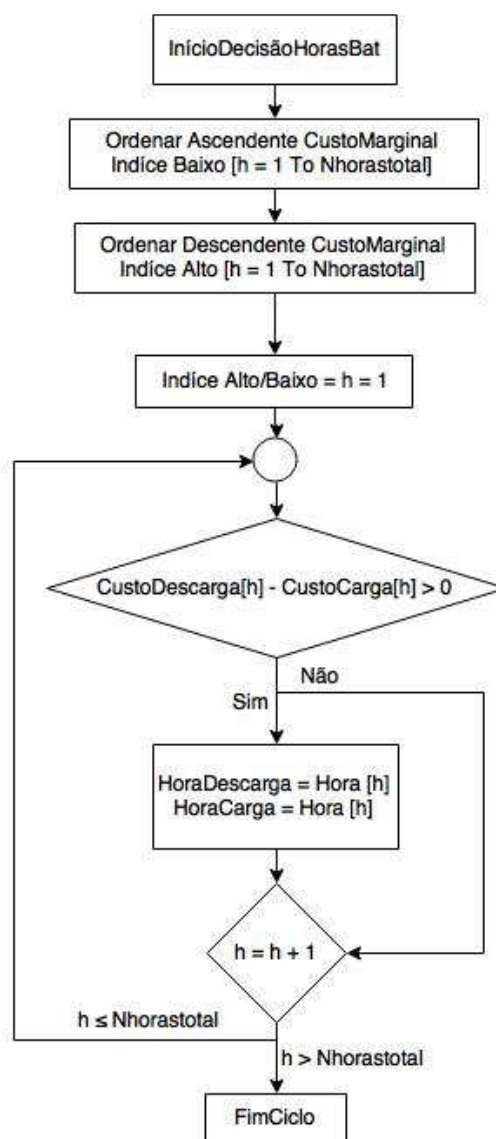 InícioDecisãoHorasBat
Ordenar Ascendente CustoMarginal
Indíce Baixo [h = 1 To Nhorastotal]
Ordenar Descendente CustoMarginal
Indíce Alto [h = 1 To Nhorastotal]
Indíce Alto/Baixo = h = 1
CustoDescarga[h] - CustoCarga[h] > 0
Não
Sim
HoraDescarga = Hora [h]
HoraCarga = Hora [h]
h = h + 1
h ≤ Nhorastotal
h > Nhorastotal
FimCiclo